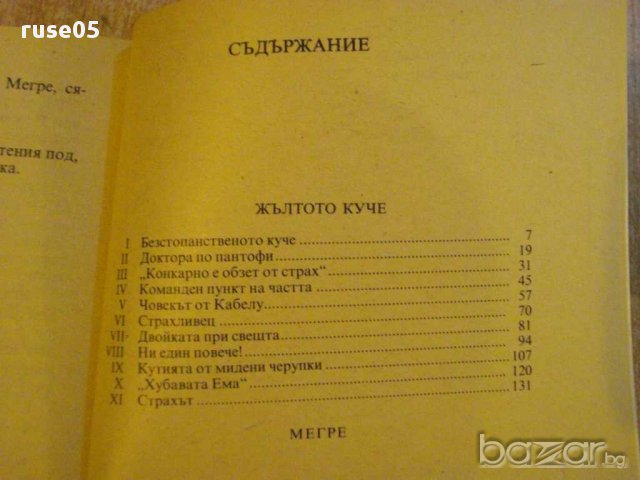 ruse05
Мегре, ся-
тения под,
ка.
СЪДЪРЖАНИЕ
ЖЪЛТОТО КУЧЕ
I Безстопанственото куче 7
II Доктора по пантофи 19
III „Конкарно е обзет от страх“ 31
IV Команден пункт на частта 45
V Човекът от Кабелу 57
VI Страхливец 70
VII Двойката при свещта 81
VIII Ни един повече! 94
IX Кутията от мидени черупки 107
X „Хубавата Ема“ 120
XI Страхът 131
МЕГРЕ
bazar.bg